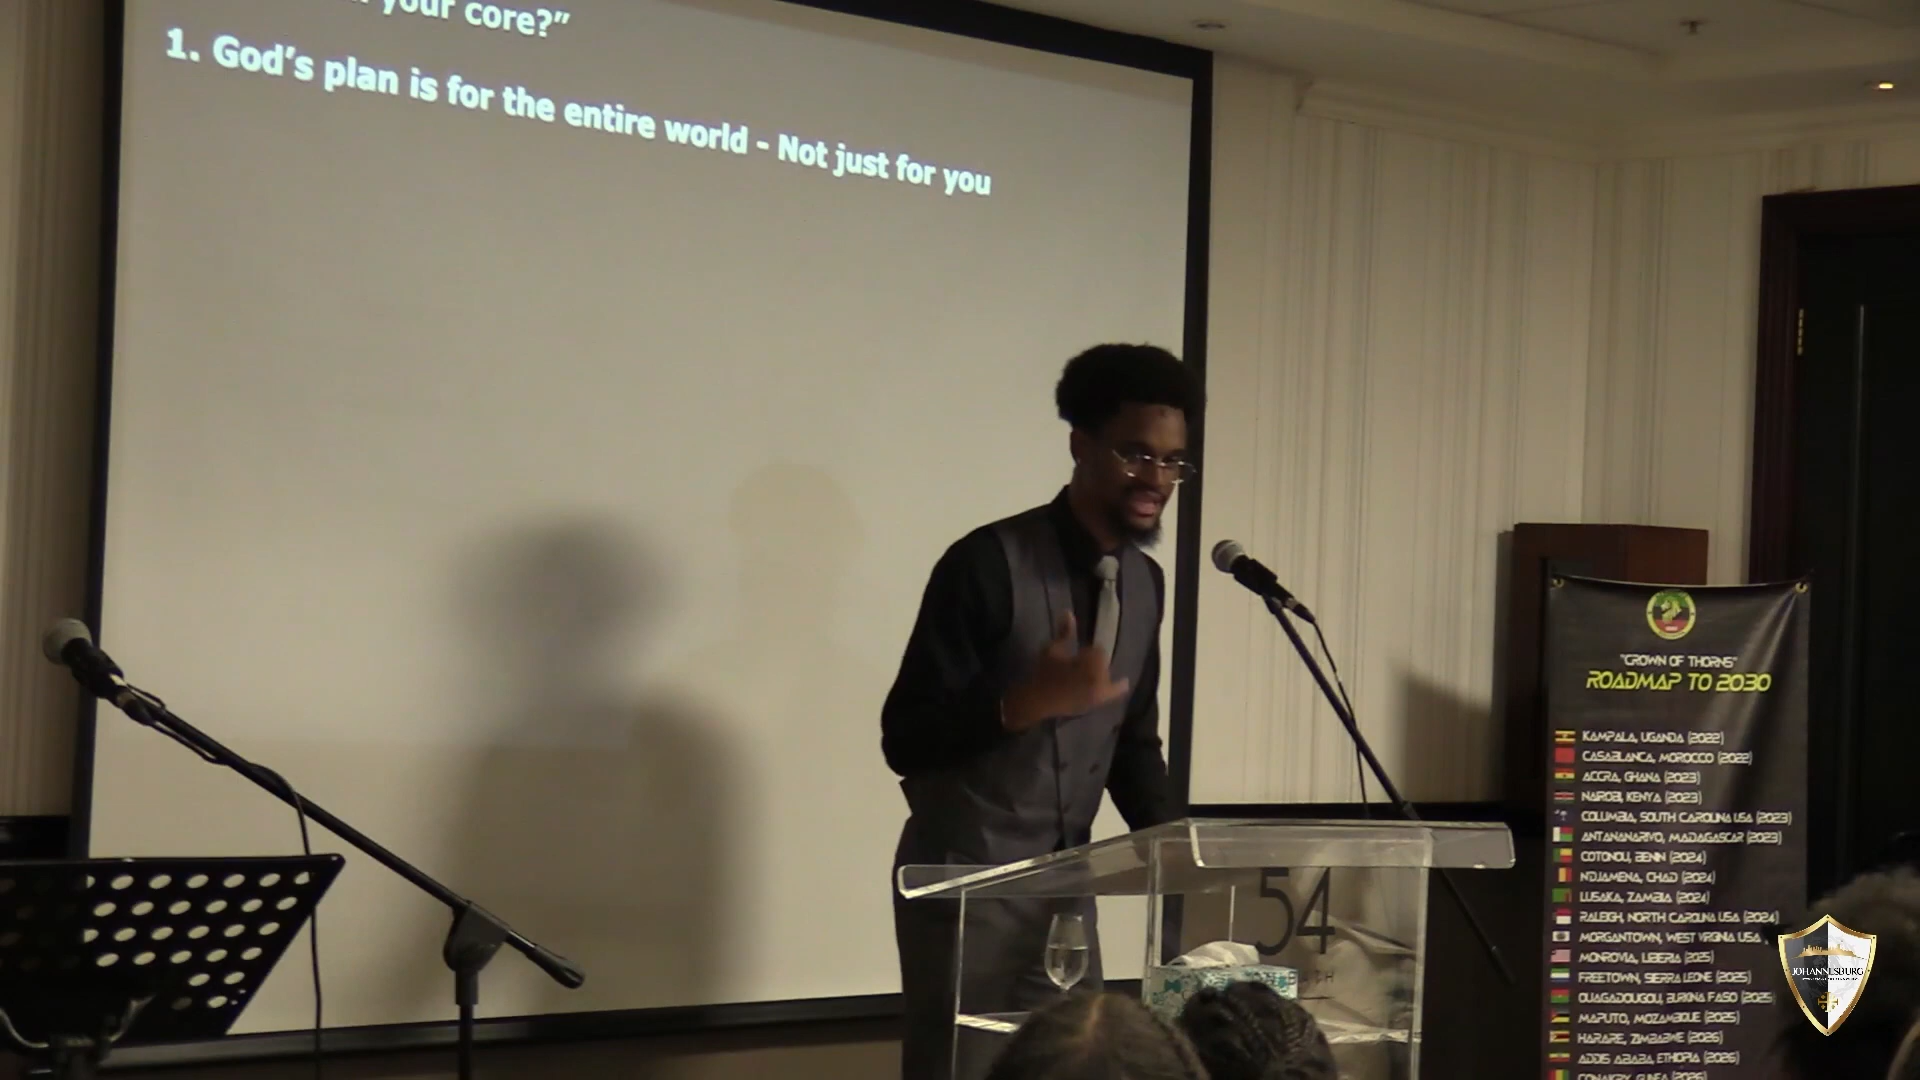 your core?”
1. God’s plan is for the entire world - Not just for you
"CROWN OF THORNS"
ROADMAP TO 2030
KAMPALA, UGANDA (2022)
CASABLANCA, MOROCCO (2022)
ACCRA, GHANA (2023)
NAIROBI, KENYA (2023)
COLUMBIA, SOUTH CAROLINA USA (2023)
ANTANANARIVO, MADAGASCAR (2023)
COTONOU, BENIN (2024)
N'DJAMENA, CHAD (2024)
LUSAKA, ZAMBIA (2024)
RALEIGH, NORTH CAROLINA USA (2024)
MORGANTOWN, WEST VIRGINIA USA
MONROVIA, LIBERIA (2025)
FREETOWN, SIERRA LEONE (2025)
OUAGADOUGOU, BURKINA FASO (2025)
MAPUTO, MOZAMBIQUE (2025)
HARARE, ZIMBABWE (2026)
ADDIS ABABA, ETHIOPIA (2026)
CONAKRY, GUINEA (2026)
54
JOHANNESBURG